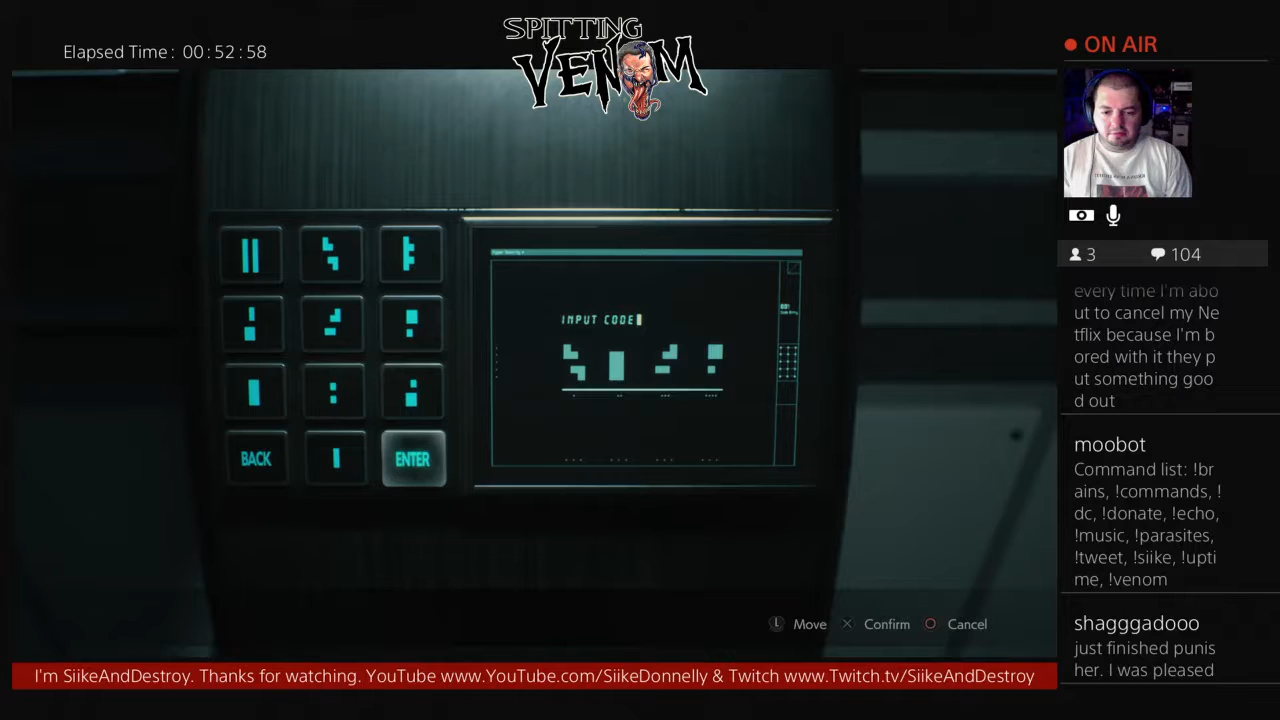 Elapsed Time: 00:52:58
SPITTING
VENOM
ON AIR
3
104
every time I'm abo
ut to cancel my Ne
tflix because I'm b
ored with it they p
ut something goo
d out
INPUT CODE
BACK
ENTER
moobot
Command list: !br
ains, !commands, !
dc, !donate, !echo,
!music, !parasites,
!tweet, !siike, !upti
me, !venom
shagggadooo
just finished punis
her. I was pleased
Move
Confirm
Cancel
I'm SiikeAndDestroy. Thanks for watching. YouTube www.YouTube.com/SiikeDonnelly & Twitch www.Twitch.tv/SiikeAndDestroy